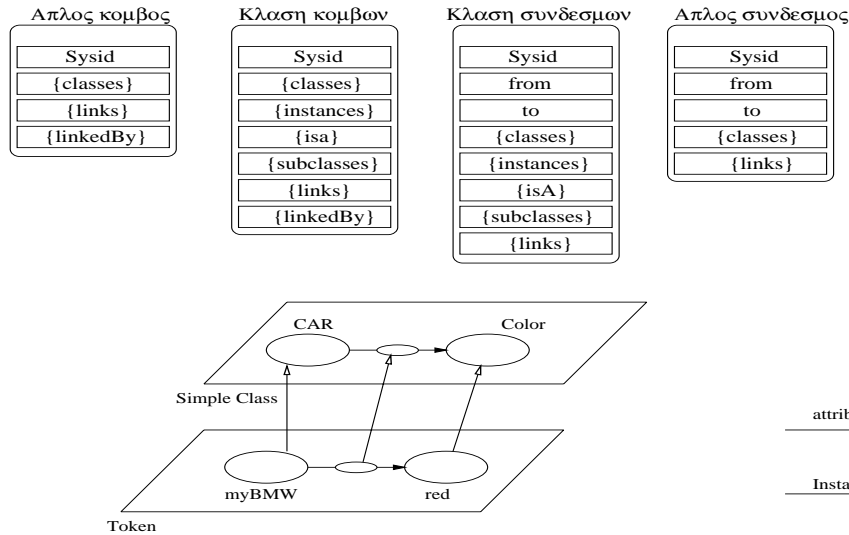 Απλος κομβος
Κλαση κομβων
Κλαση συνδεσμων
Απλος συνδεσμος
Sysid
{classes}
{links}
{linkedBy}
Sysid
{classes}
{instances}
{isa}
{subclasses}
{links}
{linkedBy}
Sysid
from
to
{classes}
{instances}
{isA}
{subclasses}
{links}
Sysid
from
to
{classes}
{links}
CAR
Color
Simple Class
myBMW
red
Token
attrib
Insta